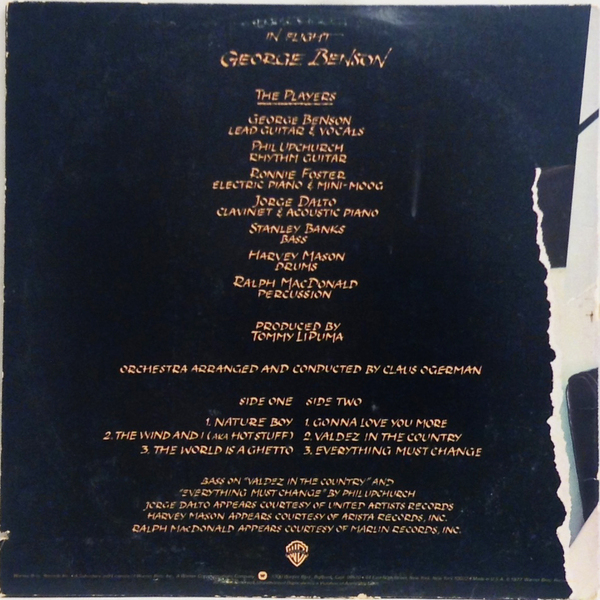 IN FLIGHT
GEORGE BENSON
THE PLAYERS
GEORGE BENSON
LEAD GUITAR & VOCALS
PHIL UPCHURCH
RHYTHM GUITAR
RONNIE FOSTER
ELECTRIC PIANO & MINI-MOOG
JORGE DALTO
CLAVINET & ACOUSTIC PIANO
STANLEY BANKS
BASS
HARVEY MASON
DRUMS
RALPH MACDONALD
PERCUSSION
PRODUCED BY
TOMMY LIPUMA
ORCHESTRA ARRANGED AND CONDUCTED BY CLAUS OGERMAN
SIDE ONE SIDE TWO
1. NATURE BOY 1. GONNA LOVE YOU MORE
2. THE WIND AND I (AKA HOT STUFF) 2. VALDEZ IN THE COUNTRY
3. THE WORLD IS A GHETTO 3. EVERYTHING MUST CHANGE
BASS ON "VALDEZ IN THE COUNTRY" AND
"EVERYTHING MUST CHANGE" BY PHIL UPCHURCH
JORGE DALTO APPEARS COURTESY OF UNITED ARTISTS RECORDS
HARVEY MASON APPEARS COURTESY OF ARISTA RECORDS, INC.
RALPH MACDONALD APPEARS COURTESY OF MARLIN RECORDS, INC.